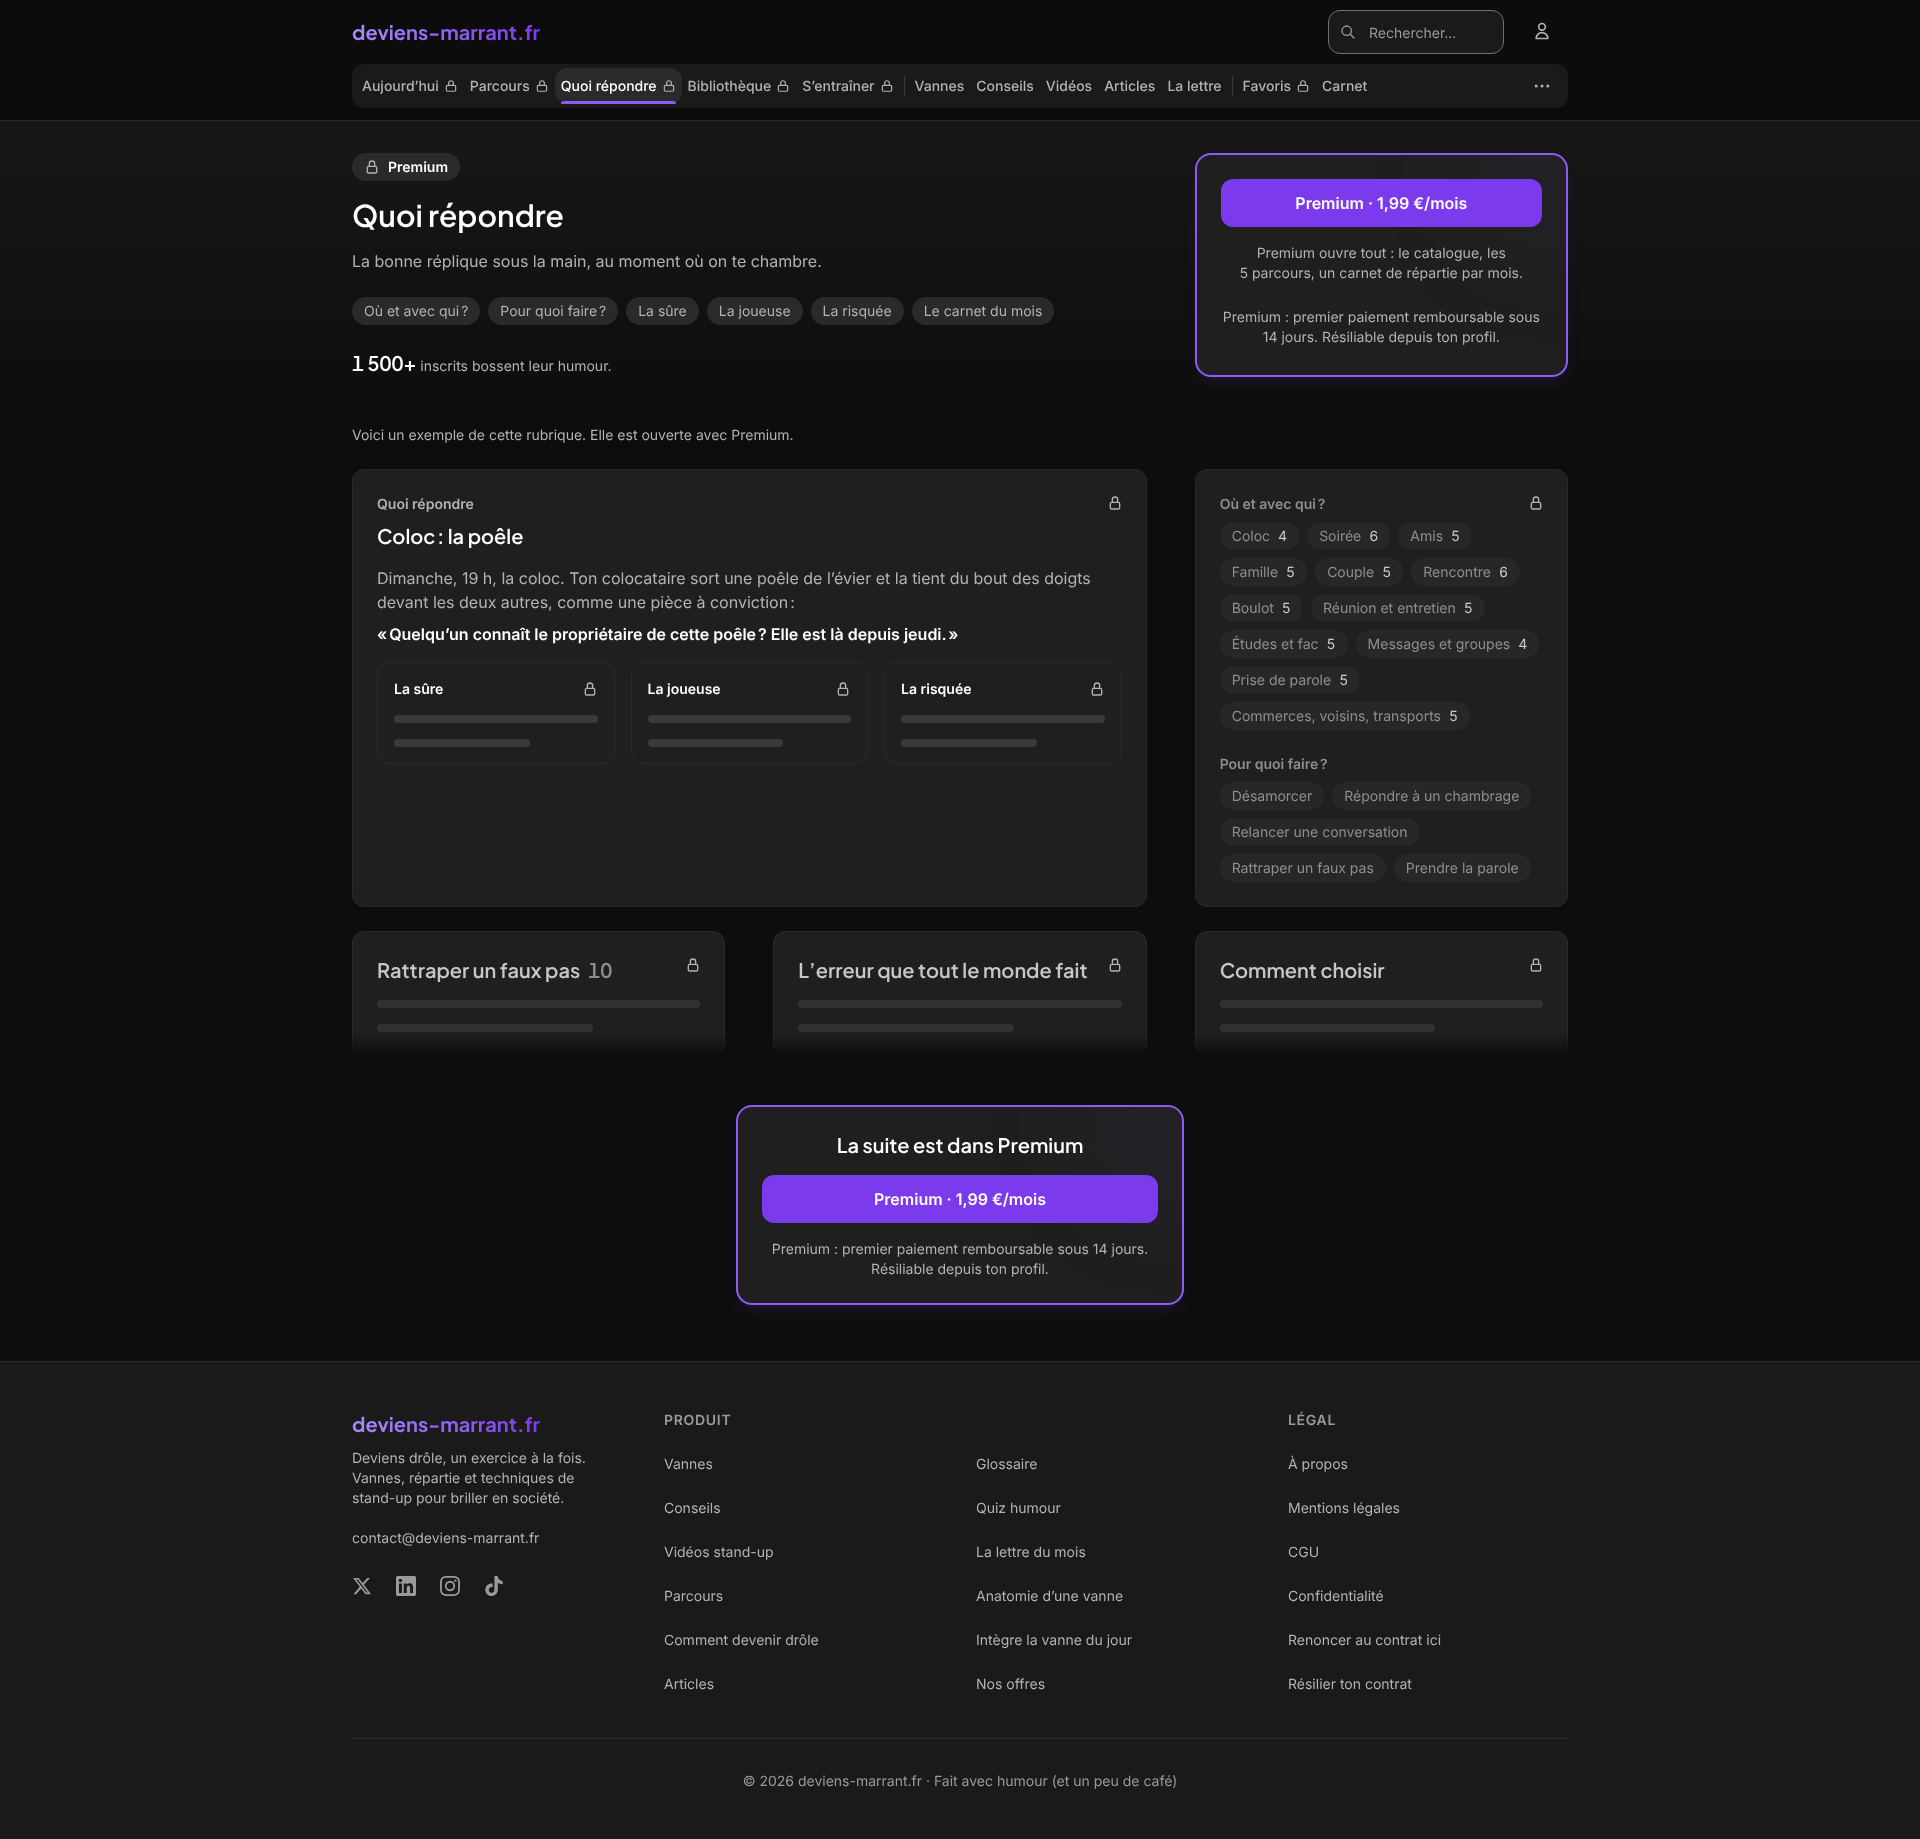 deviens-marrant.fr
Rechercher...
Aujourd’hui Parcours Quoi répondre Bibliothèque S’entraîner Vannes Conseils Vidéos Articles La lettre Favoris Carnet
Premium
Quoi répondre
La bonne réplique sous la main, au moment où on te chambre.
Où et avec qui ? Pour quoi faire ? La sûre La joueuse La risquée Le carnet du mois
1 500+ inscrits bossent leur humour.
Premium · 1,99 €/mois
Premium ouvre tout : le catalogue, les
5 parcours, un carnet de répartie par mois.
Premium : premier paiement remboursable sous
14 jours. Résiliable depuis ton profil.
Voici un exemple de cette rubrique. Elle est ouverte avec Premium.
Quoi répondre
Coloc : la poêle
Dimanche, 19 h, la coloc. Ton colocataire sort une poêle de l’évier et la tient du bout des doigts
devant les deux autres, comme une pièce à conviction :
« Quelqu’un connaît le propriétaire de cette poêle ? Elle est là depuis jeudi. »
La sûre La joueuse La risquée
Où et avec qui ?
Coloc 4 Soirée 6 Amis 5
Famille 5 Couple 5 Rencontre 6
Boulot 5 Réunion et entretien 5
Études et fac 5 Messages et groupes 4
Prise de parole 5
Commerces, voisins, transports 5
Pour quoi faire ?
Désamorcer Répondre à un chambrage
Relancer une conversation
Rattraper un faux pas Prendre la parole
Rattraper un faux pas 10
L’erreur que tout le monde fait
Comment choisir
La suite est dans Premium
Premium · 1,99 €/mois
Premium : premier paiement remboursable sous 14 jours.
Résiliable depuis ton profil.
deviens-marrant.fr
Deviens drôle, un exercice à la fois.
Vannes, répartie et techniques de
stand-up pour briller en société.
contact@deviens-marrant.fr
PRODUIT
Vannes
Conseils
Vidéos stand-up
Parcours
Comment devenir drôle
Articles
Glossaire
Quiz humour
La lettre du mois
Anatomie d’une vanne
Intègre la vanne du jour
Nos offres
LÉGAL
À propos
Mentions légales
CGU
Confidentialité
Renoncer au contrat ici
Résilier ton contrat
© 2026 deviens-marrant.fr · Fait avec humour (et un peu de café)